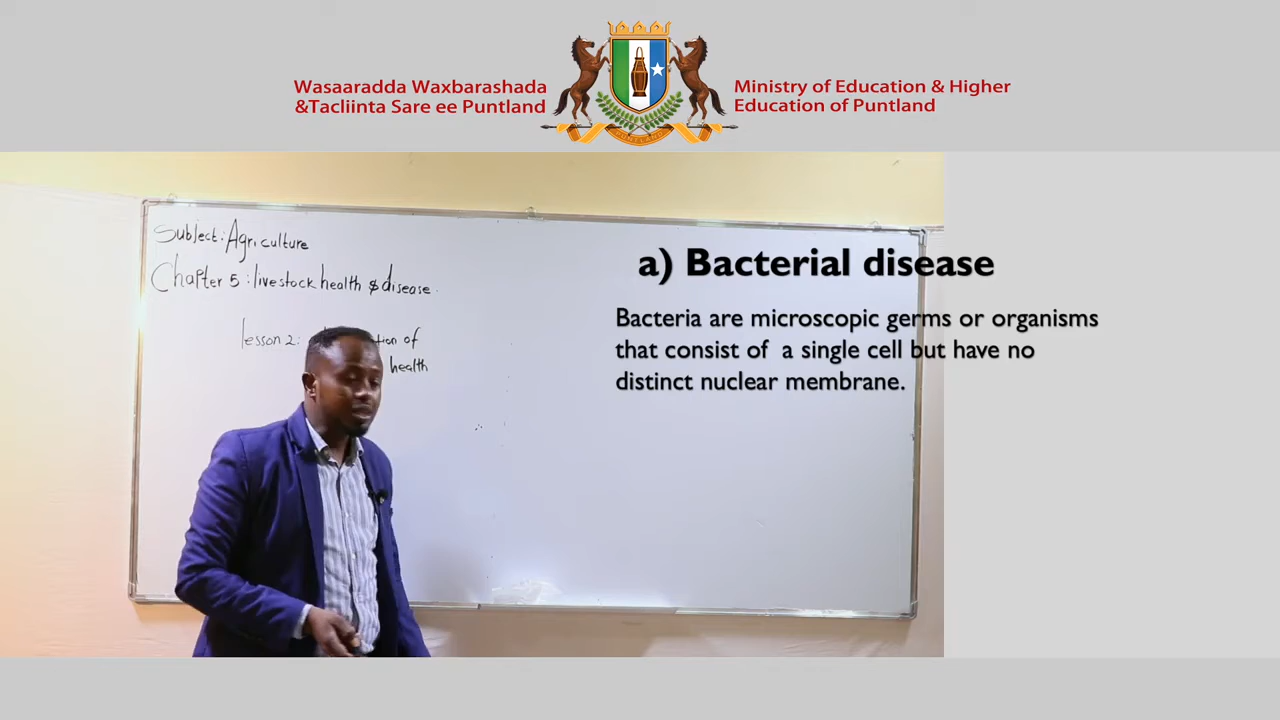 Wasaaradda Waxbarashada
&Tacliinta Sare ee Puntland
Ministry of Education & Higher
Education of Puntland
Subject: Agriculture
Chapter 5: livestock health & disease.
lesson 2: tion of
health
a) Bacterial disease
Bacteria are microscopic germs or organisms
that consist of a single cell but have no
distinct nuclear membrane.